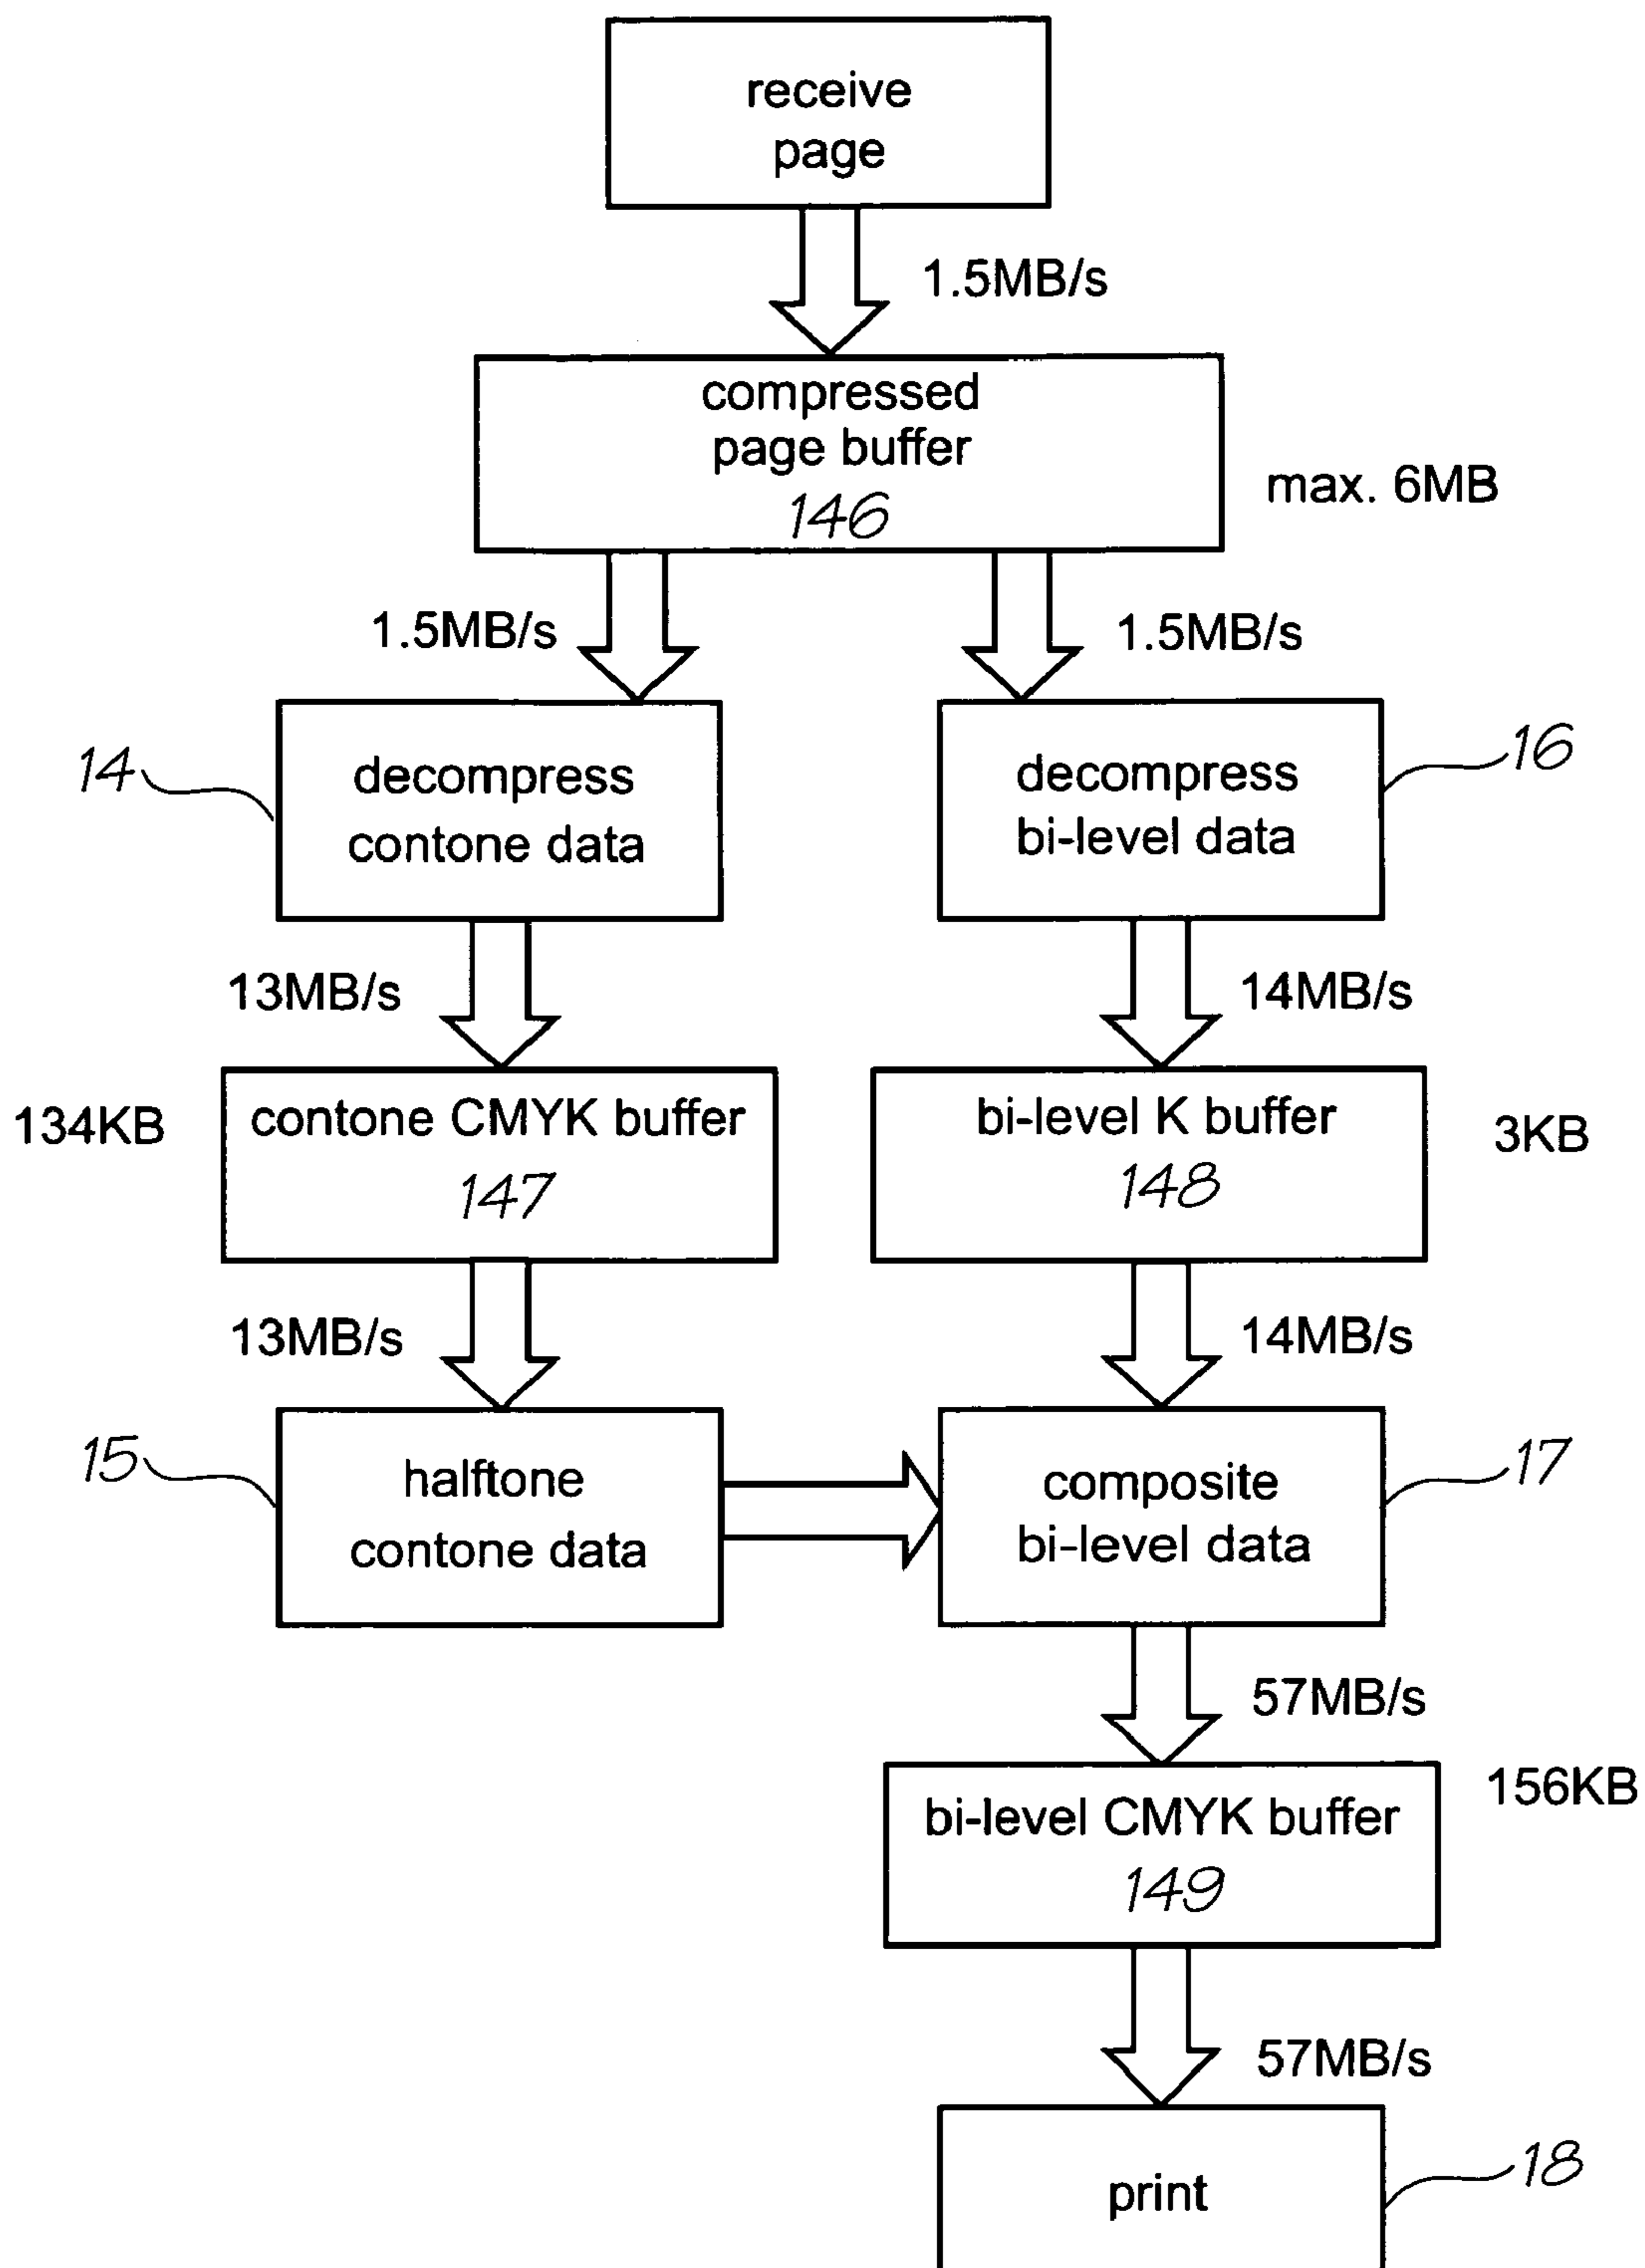 receive
page
1.5MB/s
compressed
page buffer
146
max. 6MB
1.5MB/s
1.5MB/s
14
decompress
contone data
decompress
bi-level data
16
13MB/s
14MB/s
134KB
contone CMYK buffer
147
bi-level K buffer
148
3KB
13MB/s
14MB/s
15
halftone
contone data
composite
bi-level data
17
57MB/s
156KB
bi-level CMYK buffer
149
57MB/s
print
18